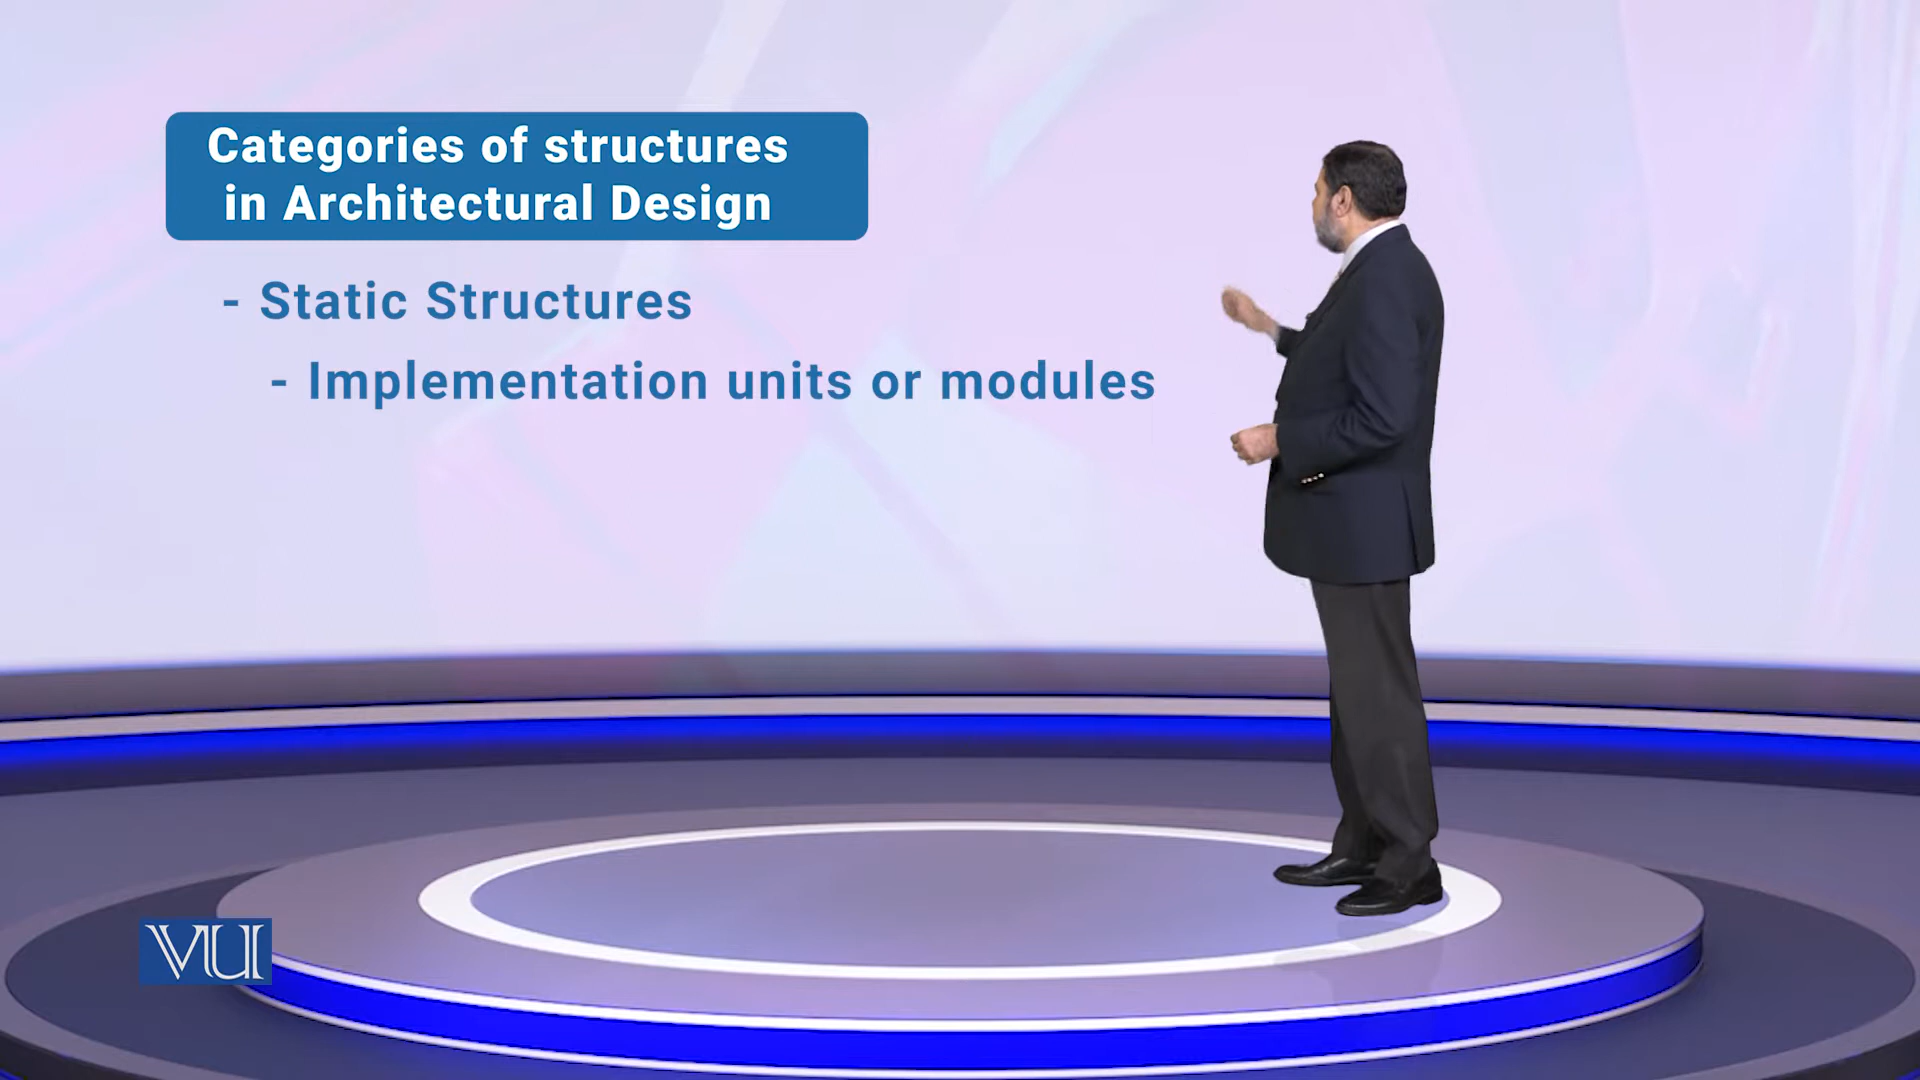 Categories of structures
in Architectural Design
- Static Structures
- Implementation units or modules
VU